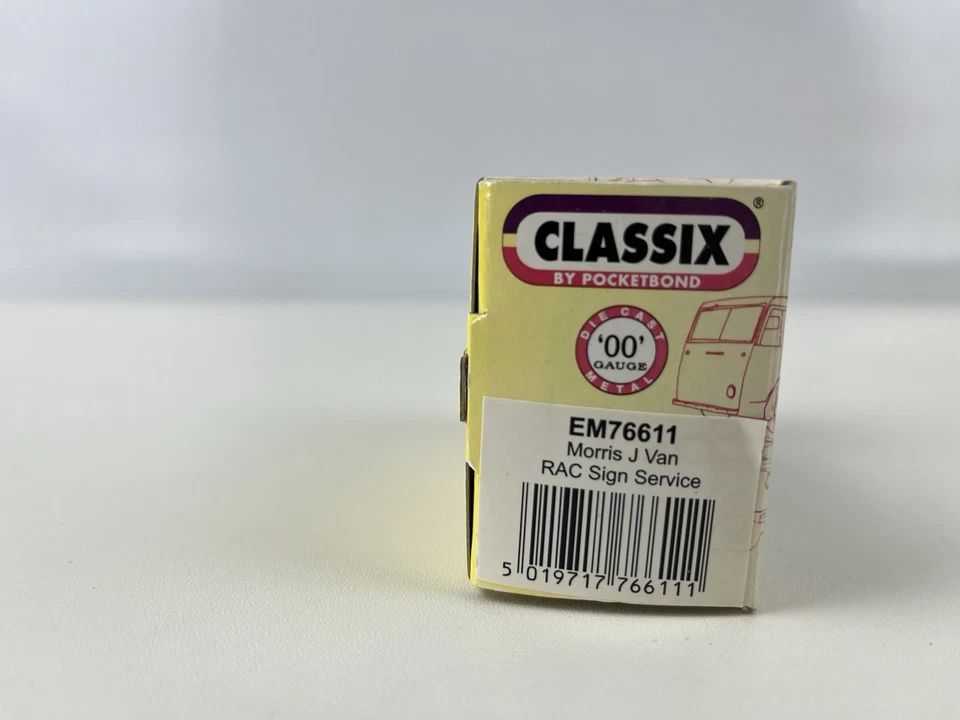 CLASSIX
®
BY POCKETBOND
DIE CAST
'00'
GAUGE
METAL
EM76611
Morris J Van
RAC Sign Service
5 019717 766111